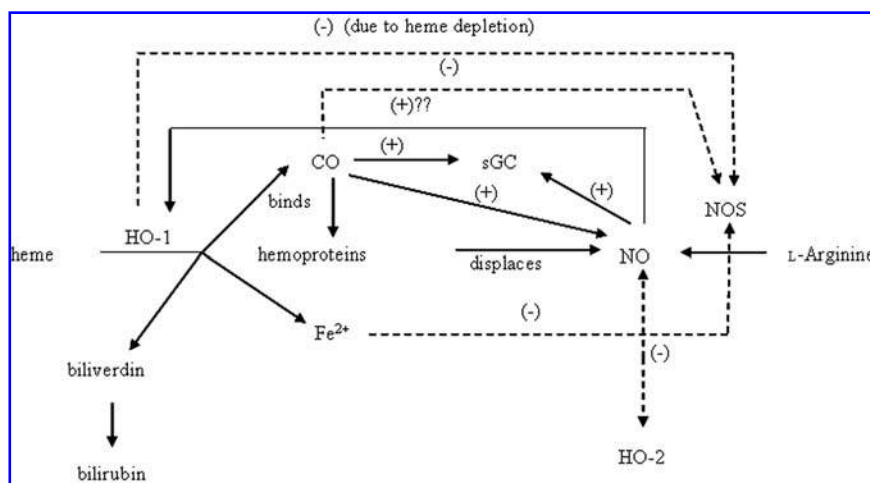 (-) (due to heme depletion)
(-)
(+)??
CO
(+)
sGC
(+)
(+)
binds
NOS
HO-1
heme
hemoproteins
displaces
NO
L-Arginine
Fe²⁺
(-)
(-)
biliverdin
HO-2
bilirubin